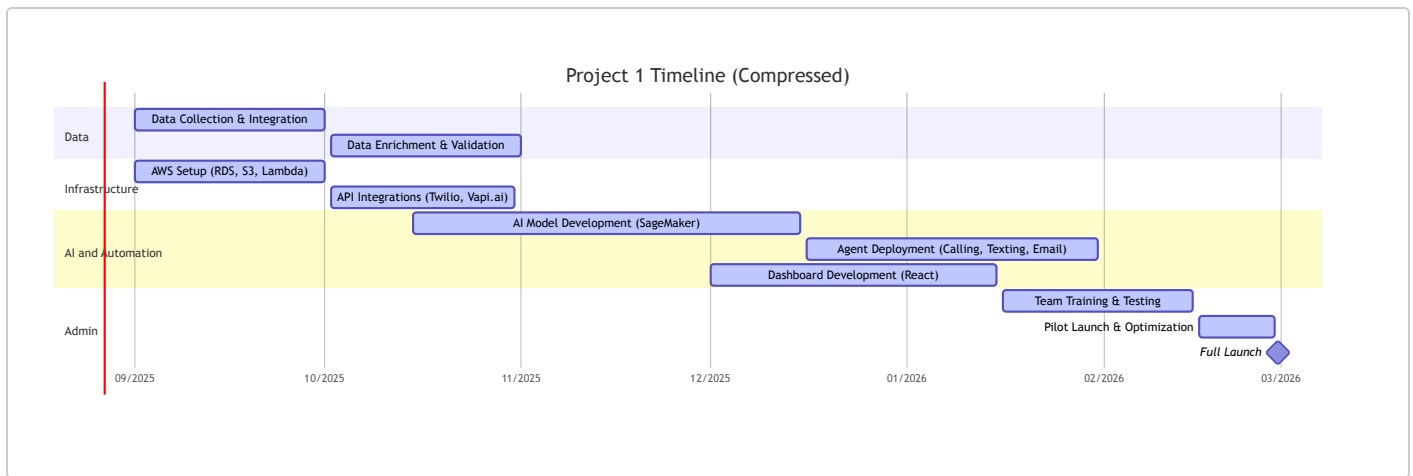 Project 1 Timeline (Compressed)
Data
Data Collection & Integration
Data Enrichment & Validation
Infrastructure
AWS Setup (RDS, S3, Lambda)
API Integrations (Twilio, Vapi.ai)
AI and Automation
AI Model Development (SageMaker)
Agent Deployment (Calling, Texting, Email)
Dashboard Development (React)
Admin
Team Training & Testing
Pilot Launch & Optimization
Full Launch
09/2025 10/2025 11/2025 12/2025 01/2026 02/2026 03/2026